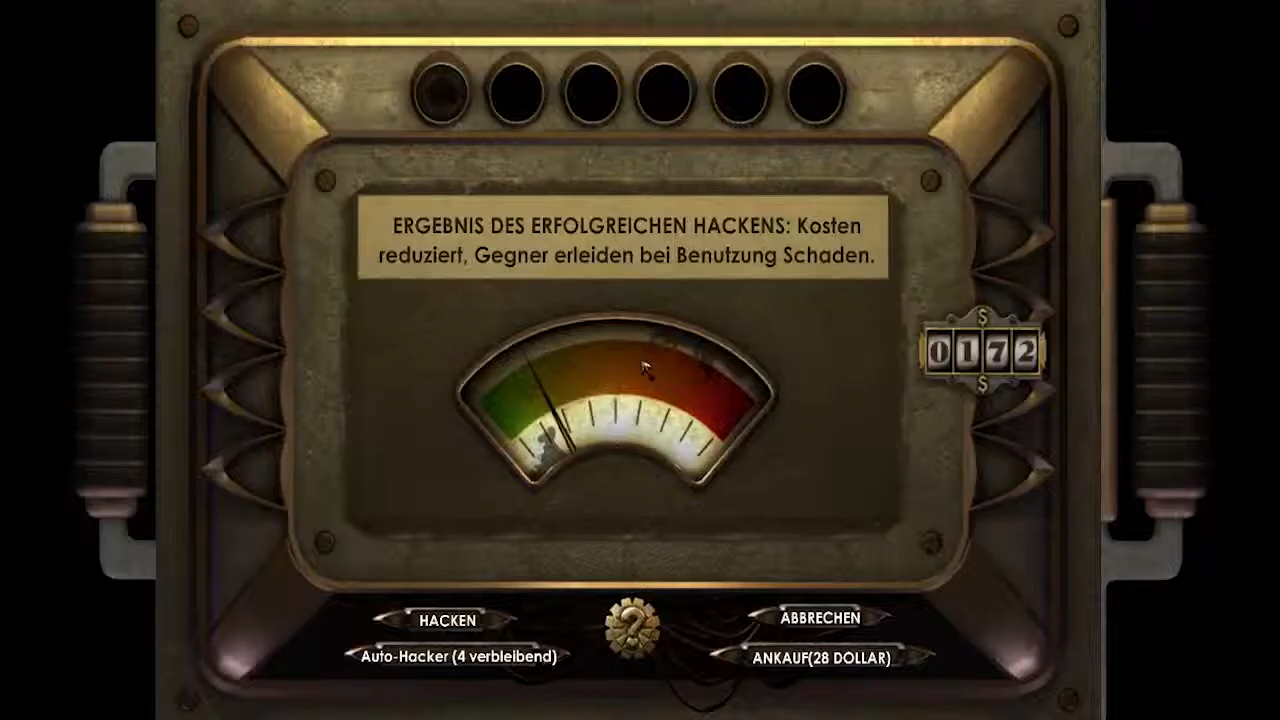 ERGEBNIS DES ERFOLGREICHEN HACKENS: Kosten
reduziert, Gegner erleiden bei Benutzung Schaden.
$
0172
$
HACKEN
?
ABBRECHEN
Auto-Hacker (4 verbleibend)
ANKAUF(28 DOLLAR)